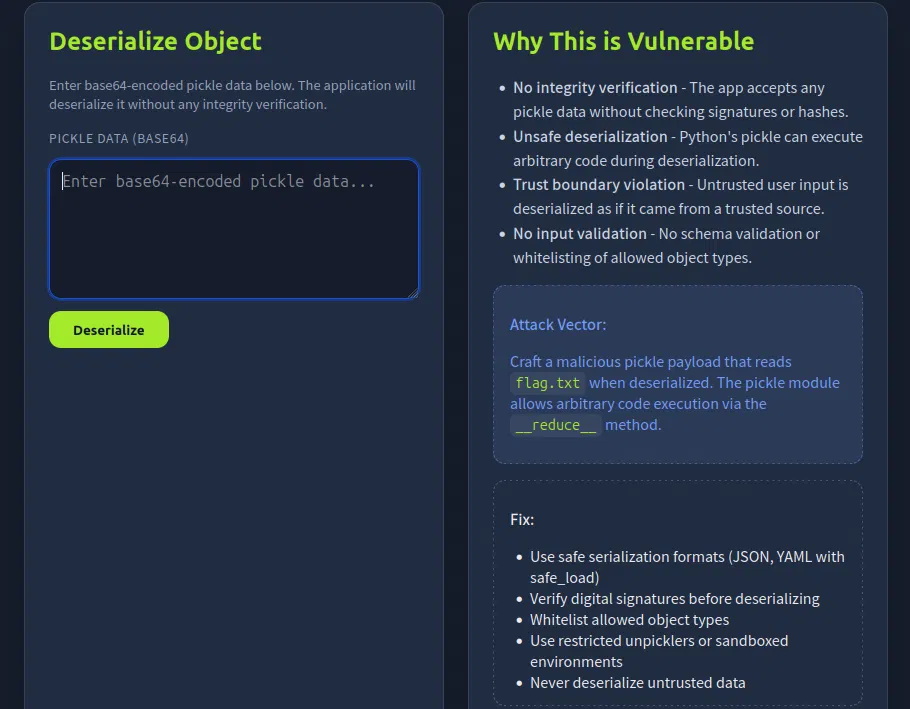 Deserialize Object
Enter base64-encoded pickle data below. The application will
deserialize it without any integrity verification.
PICKLE DATA (BASE64)
Enter base64-encoded pickle data...
Deserialize
Why This is Vulnerable
No integrity verification - The app accepts any
pickle data without checking signatures or hashes.
Unsafe deserialization - Python's pickle can execute
arbitrary code during deserialization.
Trust boundary violation - Untrusted user input is
deserialized as if it came from a trusted source.
No input validation - No schema validation or
whitelisting of allowed object types.
Attack Vector:
Craft a malicious pickle payload that reads
flag.txt when deserialized. The pickle module
allows arbitrary code execution via the
__reduce__ method.
Fix:
Use safe serialization formats (JSON, YAML with
safe_load)
Verify digital signatures before deserializing
Whitelist allowed object types
Use restricted unpicklers or sandboxed
environments
Never deserialize untrusted data